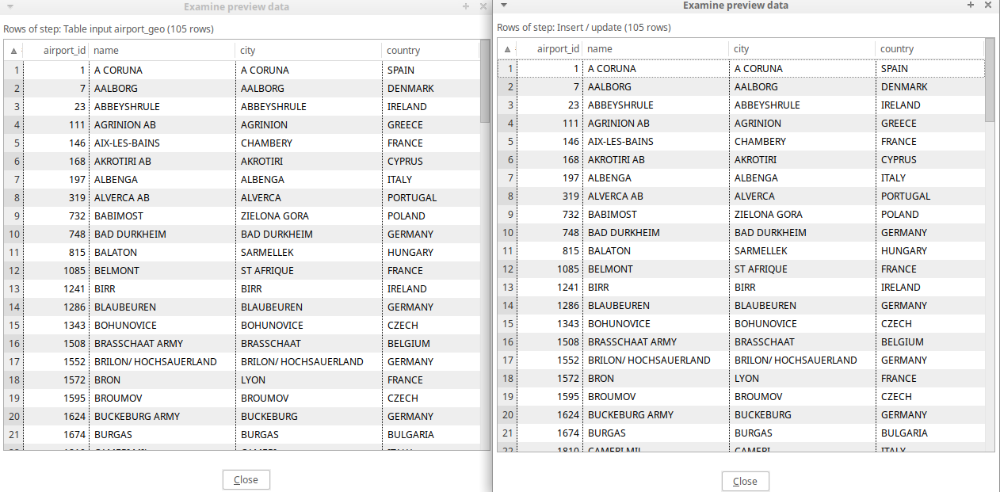 Examine preview data
Rows of step: Table input airport_geo (105 rows)
airport_id name city country
1 1 A CORUNA A CORUNA SPAIN
2 7 AALBORG AALBORG DENMARK
3 23 ABBEYSHRULE ABBEYSHRULE IRELAND
4 111 AGRINION AB AGRINION GREECE
5 146 AIX-LES-BAINS CHAMBERY FRANCE
6 168 AKROTIRI AB AKROTIRI CYPRUS
7 197 ALBENGA ALBENGA ITALY
8 319 ALVERCA AB ALVERCA PORTUGAL
9 732 BABIMOST ZIELONA GORA POLAND
10 748 BAD DURKHEIM BAD DURKHEIM GERMANY
11 815 BALATON SARMELLEK HUNGARY
12 1085 BELMONT ST AFRIQUE FRANCE
13 1241 BIRR BIRR IRELAND
14 1286 BLAUBEUREN BLAUBEUREN GERMANY
15 1343 BOHUNOVICE BOHUNOVICE CZECH
16 1508 BRASSCHAAT ARMY BRASSCHAAT BELGIUM
17 1552 BRILON/ HOCHSAUERLAND BRILON/ HOCHSAUERLAND GERMANY
18 1572 BRON LYON FRANCE
19 1595 BROUMOV BROUMOV CZECH
20 1624 BUCKEBURG ARMY BUCKEBURG GERMANY
21 1674 BURGAS BURGAS BULGARIA
Close
Examine preview data
Rows of step: Insert / update (105 rows)
airport_id name city country
1 1 A CORUNA A CORUNA SPAIN
2 7 AALBORG AALBORG DENMARK
3 23 ABBEYSHRULE ABBEYSHRULE IRELAND
4 111 AGRINION AB AGRINION GREECE
5 146 AIX-LES-BAINS CHAMBERY FRANCE
6 168 AKROTIRI AB AKROTIRI CYPRUS
7 197 ALBENGA ALBENGA ITALY
8 319 ALVERCA AB ALVERCA PORTUGAL
9 732 BABIMOST ZIELONA GORA POLAND
10 748 BAD DURKHEIM BAD DURKHEIM GERMANY
11 815 BALATON SARMELLEK HUNGARY
12 1085 BELMONT ST AFRIQUE FRANCE
13 1241 BIRR BIRR IRELAND
14 1286 BLAUBEUREN BLAUBEUREN GERMANY
15 1343 BOHUNOVICE BOHUNOVICE CZECH
16 1508 BRASSCHAAT ARMY BRASSCHAAT BELGIUM
17 1552 BRILON/ HOCHSAUERLAND BRILON/ HOCHSAUERLAND GERMANY
18 1572 BRON LYON FRANCE
19 1595 BROUMOV BROUMOV CZECH
20 1624 BUCKEBURG ARMY BUCKEBURG GERMANY
21 1674 BURGAS BURGAS BULGARIA
22 1810 CAMERI MIL CAMERI ITALY
Close